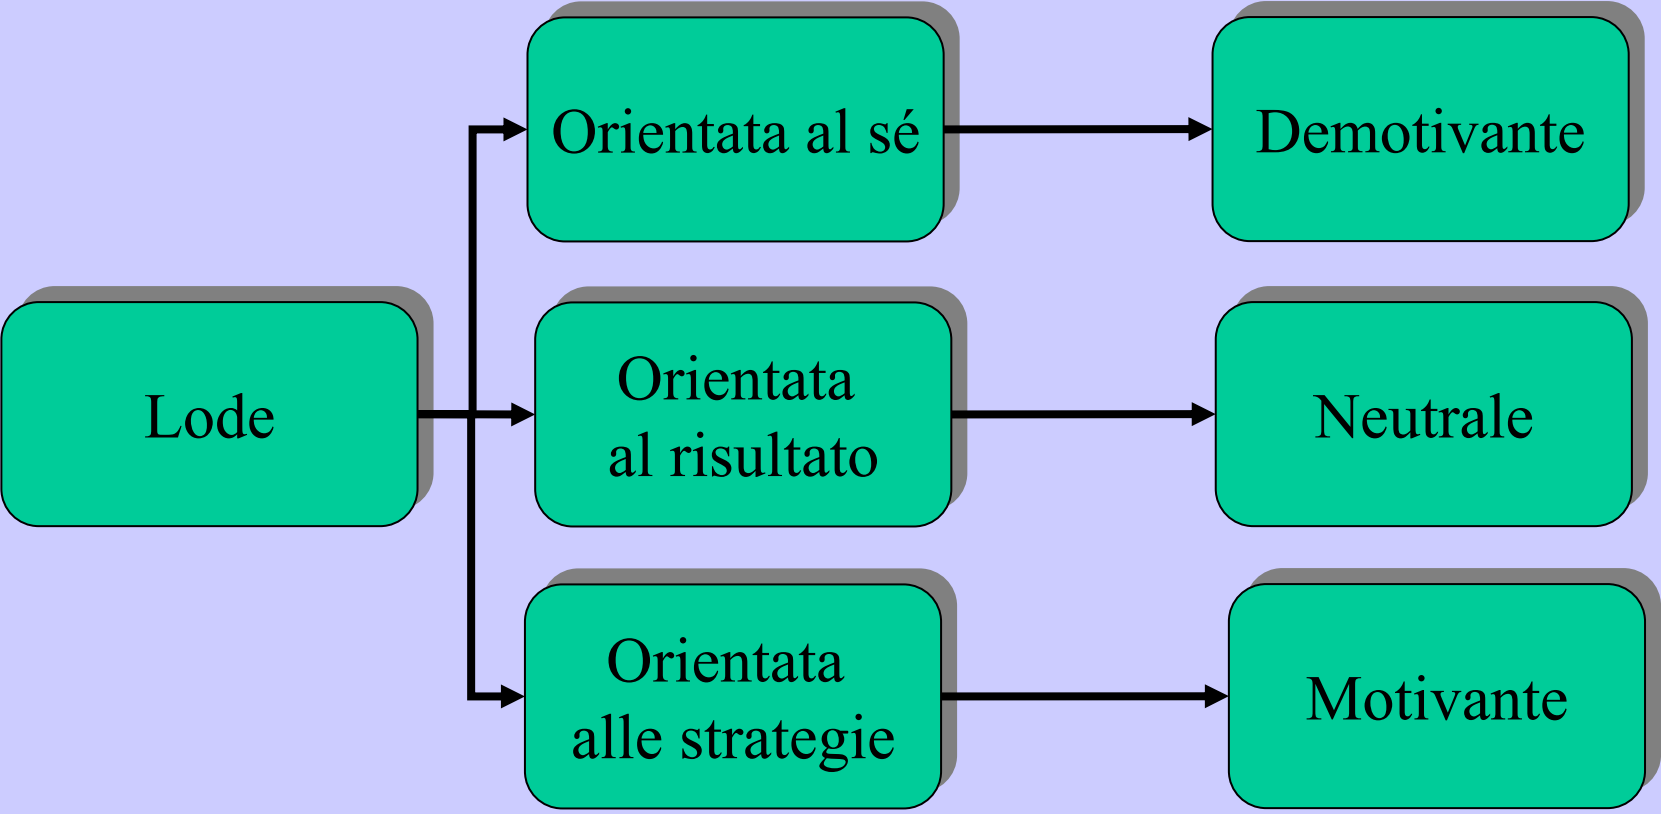 Orientata al sé
Demotivante
Lode
Orientata
al risultato
Neutrale
Orientata
alle strategie
Motivante